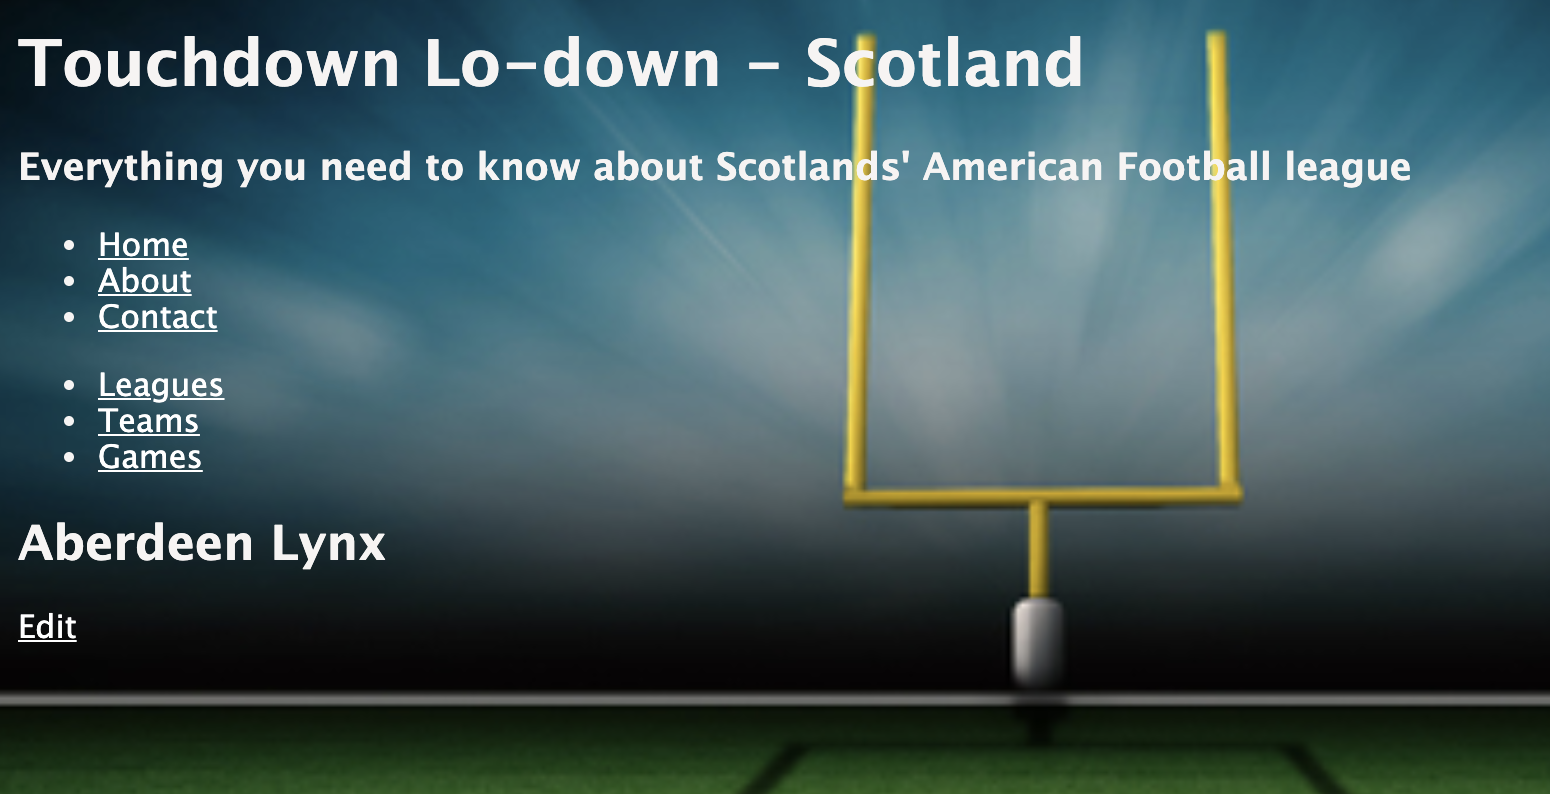 Touchdown Lo-down - Scotland
Everything you need to know about Scotlands' American Football league
Home
About
Contact
Leagues
Teams
Games
Aberdeen Lynx
Edit